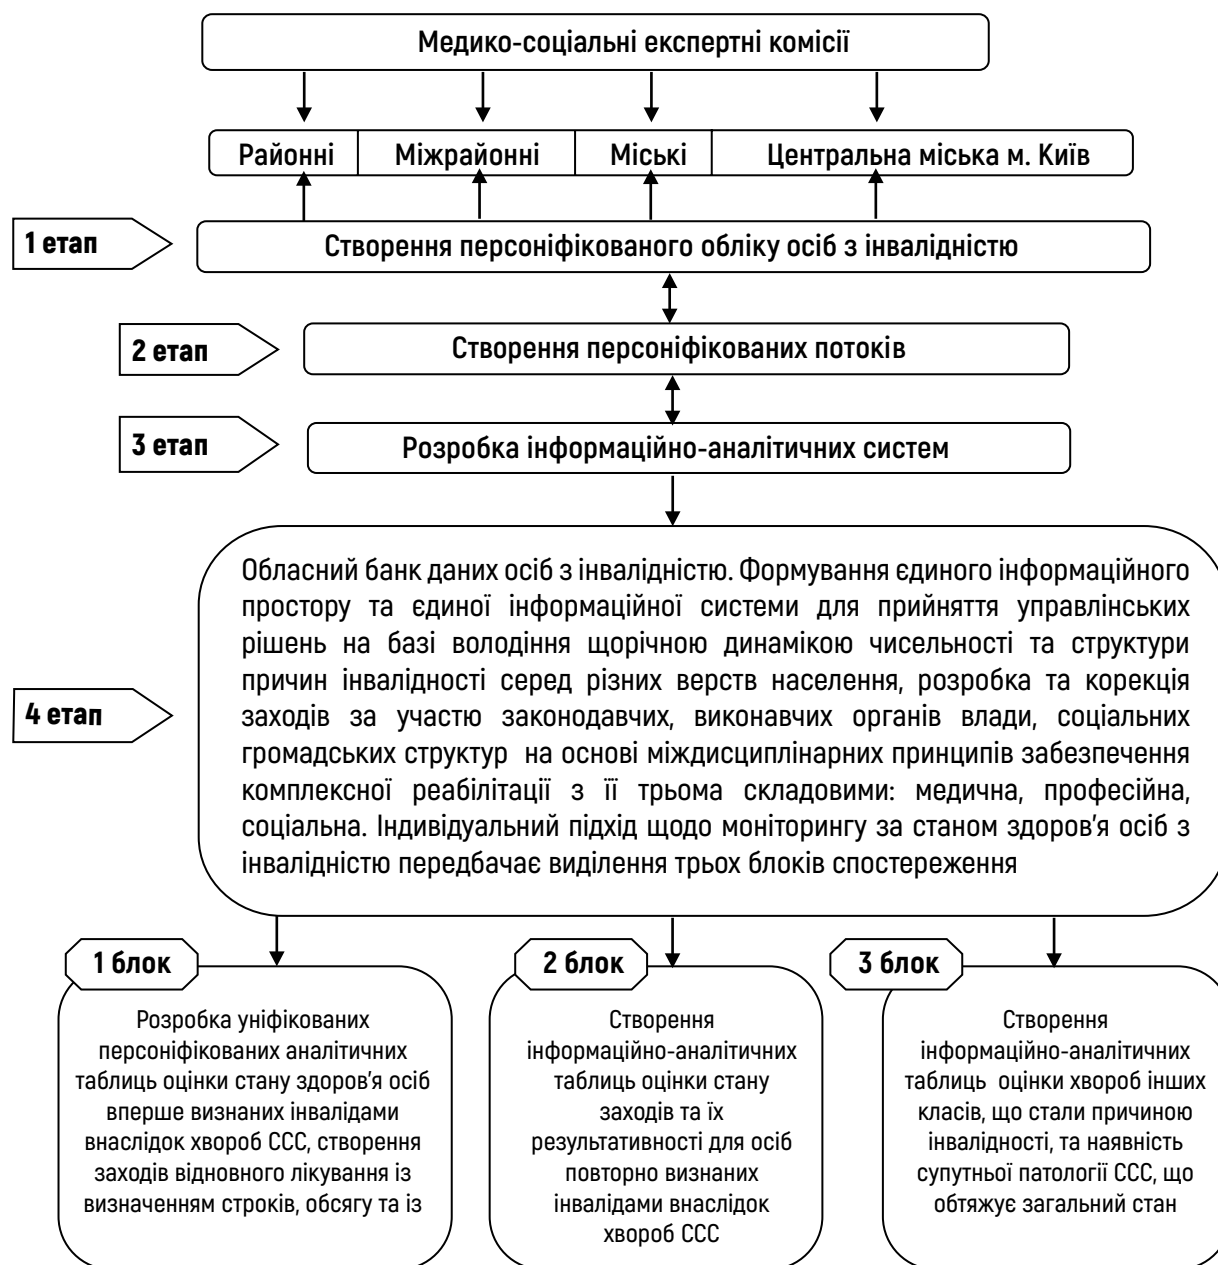 Медико-соціальні експертні комісії
Районні
Міжрайонні
Міські
Центральна міська м. Київ
1 етап
Створення персоніфікованого обліку осіб з інвалідністю
2 етап
Створення персоніфікованих потоків
3 етап
Розробка інформаційно-аналітичних систем
4 етап
Обласний банк даних осіб з інвалідністю. Формування єдиного інформаційного
простору та єдиної інформаційної системи для прийняття управлінських
рішень на базі володіння щорічною динамікою чисельності та структури
причин інвалідності серед різних верств населення, розробка та корекція
заходів за участю законодавчих, виконавчих органів влади, соціальних
громадських структур на основі міждисциплінарних принципів забезпечення
комплексної реабілітації з її трьома складовими: медична, професійна,
соціальна. Індивідуальний підхід щодо моніторингу за станом здоров'я осіб з
інвалідністю передбачає виділення трьох блоків спостереження
1 блок
Розробка уніфікованих
персоніфікованих аналітичних
таблиць оцінки стану здоров'я осіб
вперше визнаних інвалідами
внаслідок хвороб ССС, створення
заходів відновного лікування із
визначенням строків, обсягу та із
2 блок
Створення
інформаційно-аналітичних
таблиць оцінки стану
заходів та їх
результативності для осіб
повторно визнаних
інвалідами внаслідок
хвороб ССС
3 блок
Створення
інформаційно-аналітичних
таблиць оцінки хвороб інших
класів, що стали причиною
інвалідності, та наявність
супутньої патології ССС, що
обтяжує загальний стан